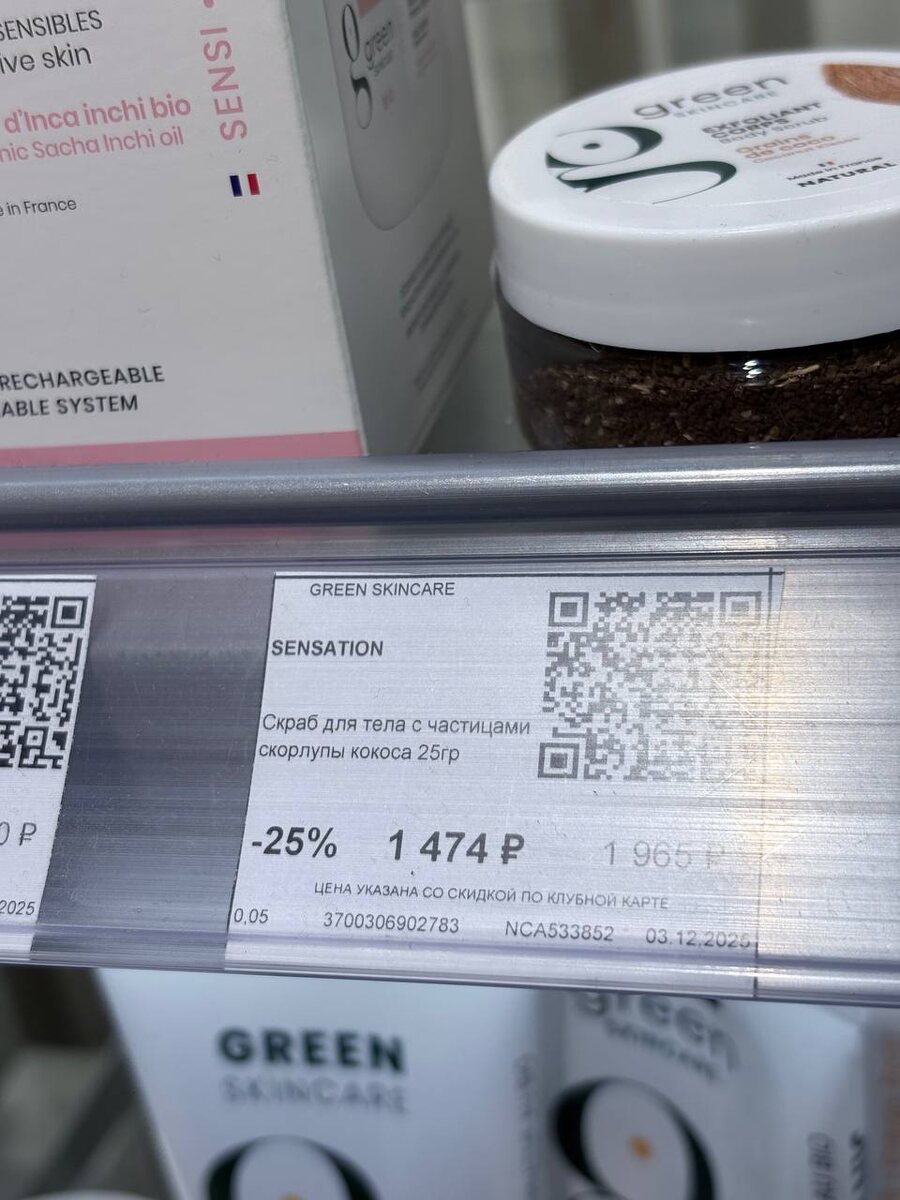 SENSIBLES
ive skin
d'Inca inchi bio
nic Sacha Inchi oil
SENSI
e in France
RECHARGEABLE
ABLE SYSTEM
green
green
SKINCARE
EXFOLIANT
CORPS
body scrub
Made in France
NATURAL
GREEN SKINCARE
SENSATION
Скраб для тела с частицами
скорлупы кокоса 25гр
0 ₽
-25% 1 474 ₽ 1 965 ₽
ЦЕНА УКАЗАНА СО СКИДКОЙ ПО КЛУБНОЙ КАРТЕ
2025
0,05 3700306902783 NCA533852 03.12.2025
GREEN
SKINCARE
green
SKINCARE